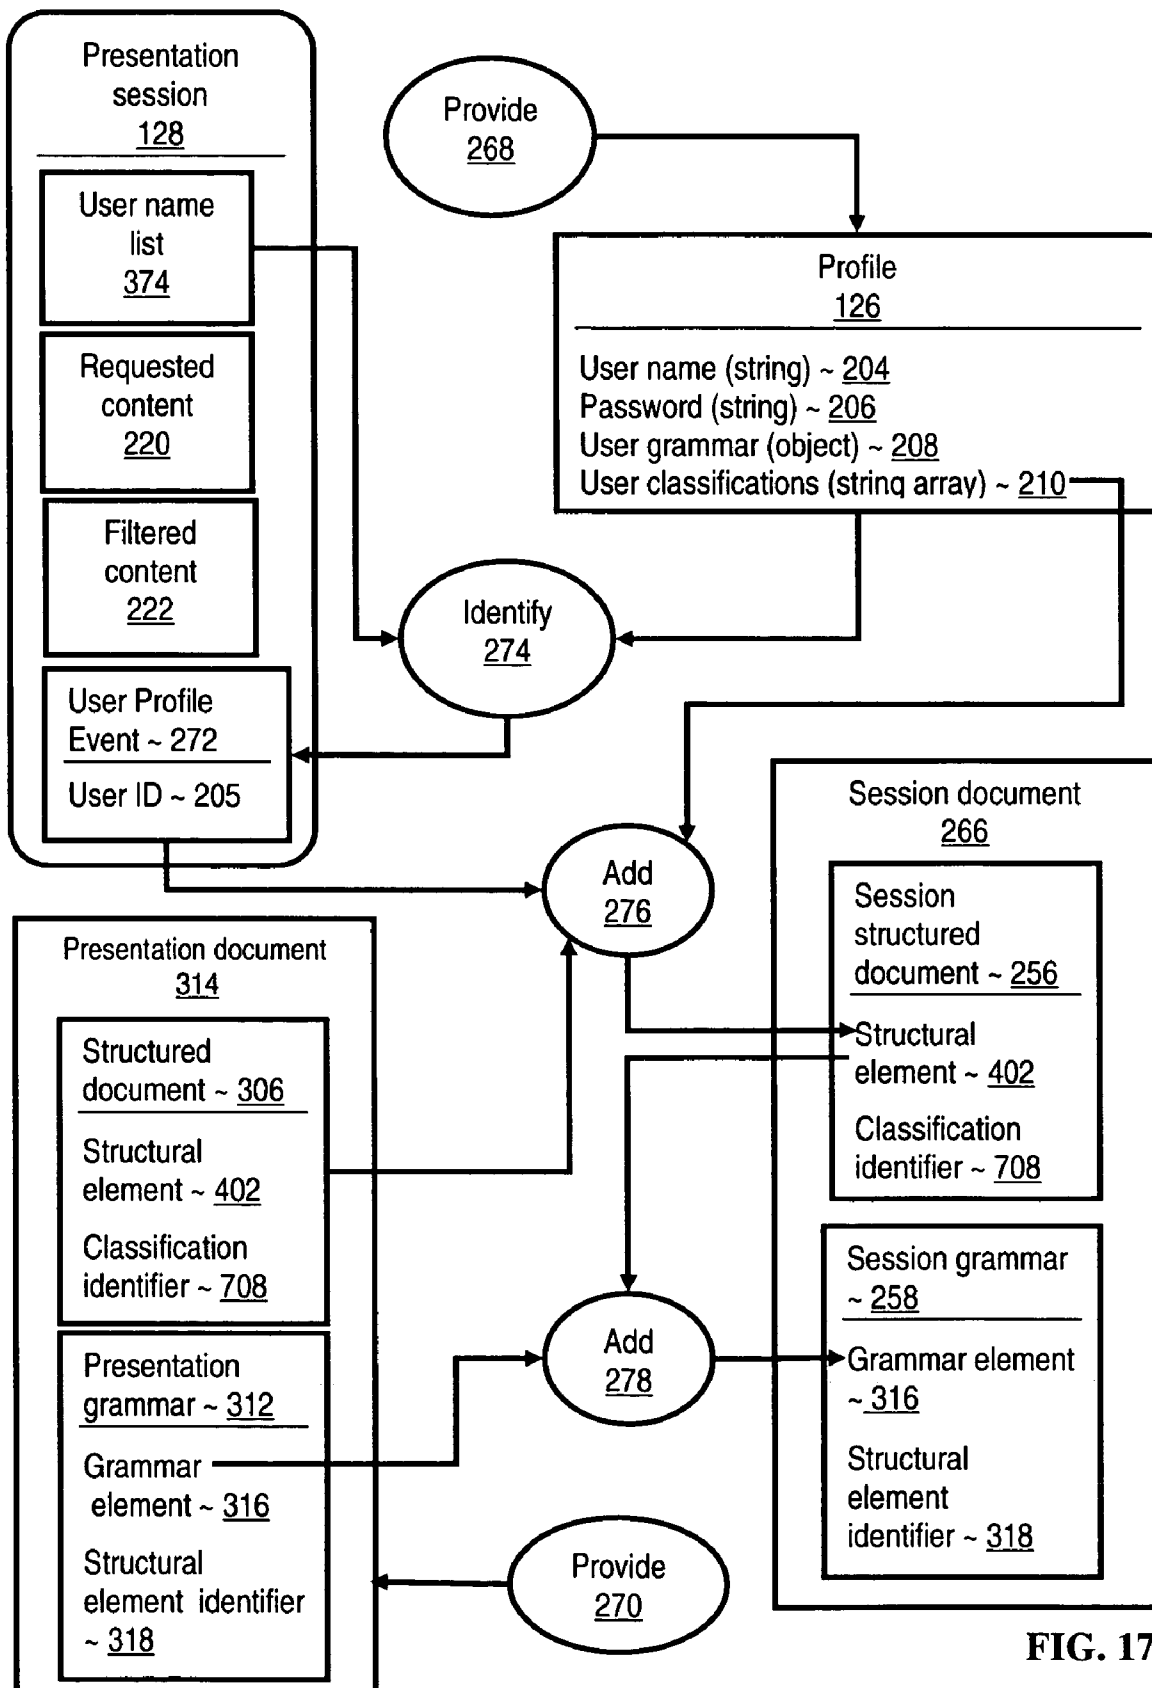 Presentation
session
128
User name
list
374
Requested
content
220
Filtered
content
222
User Profile
Event ~ 272
User ID ~ 205
Provide
268
Profile
126
User name (string) ~ 204
Password (string) ~ 206
User grammar (object) ~ 208
User classifications (string array) ~ 210
Identify
274
Add
276
Session document
266
Session
structured
document ~ 256
Structural
element ~ 402
Classification
identifier ~ 708
Session grammar
~ 258
Grammar element
~ 316
Structural
element
identifier ~ 318
Presentation document
314
Structured
document ~ 306
Structural
element ~ 402
Classification
identifier ~ 708
Presentation
grammar ~ 312
Grammar
element ~ 316
Structural
element identifier
~ 318
Add
278
Provide
270
FIG. 17